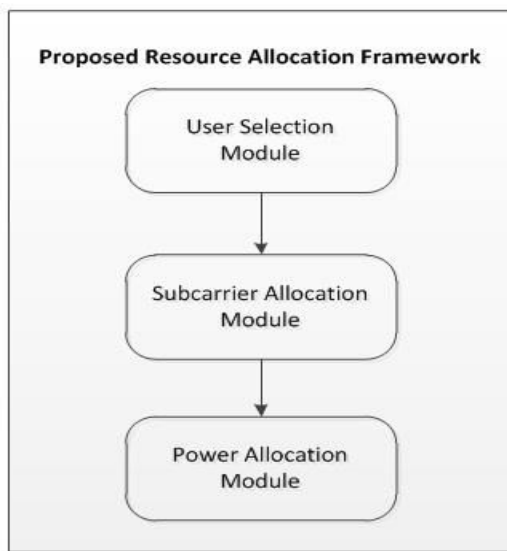 Proposed Resource Allocation Framework
User Selection
Module
Subcarrier Allocation
Module
Power Allocation
Module